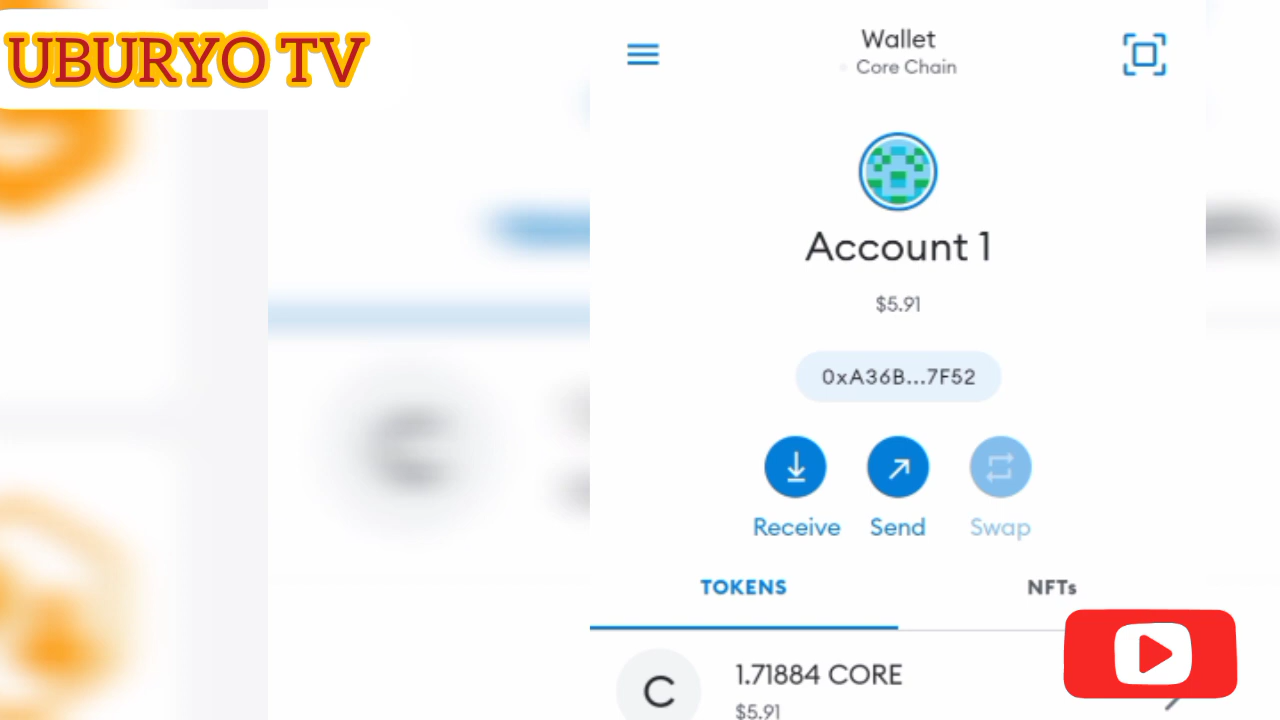 UBURYO TV
Wallet
Core Chain
Account 1
$5.91
0xA36B...7F52
Receive
Send
Swap
TOKENS
NFTs
C
1.71884 CORE
$5.91